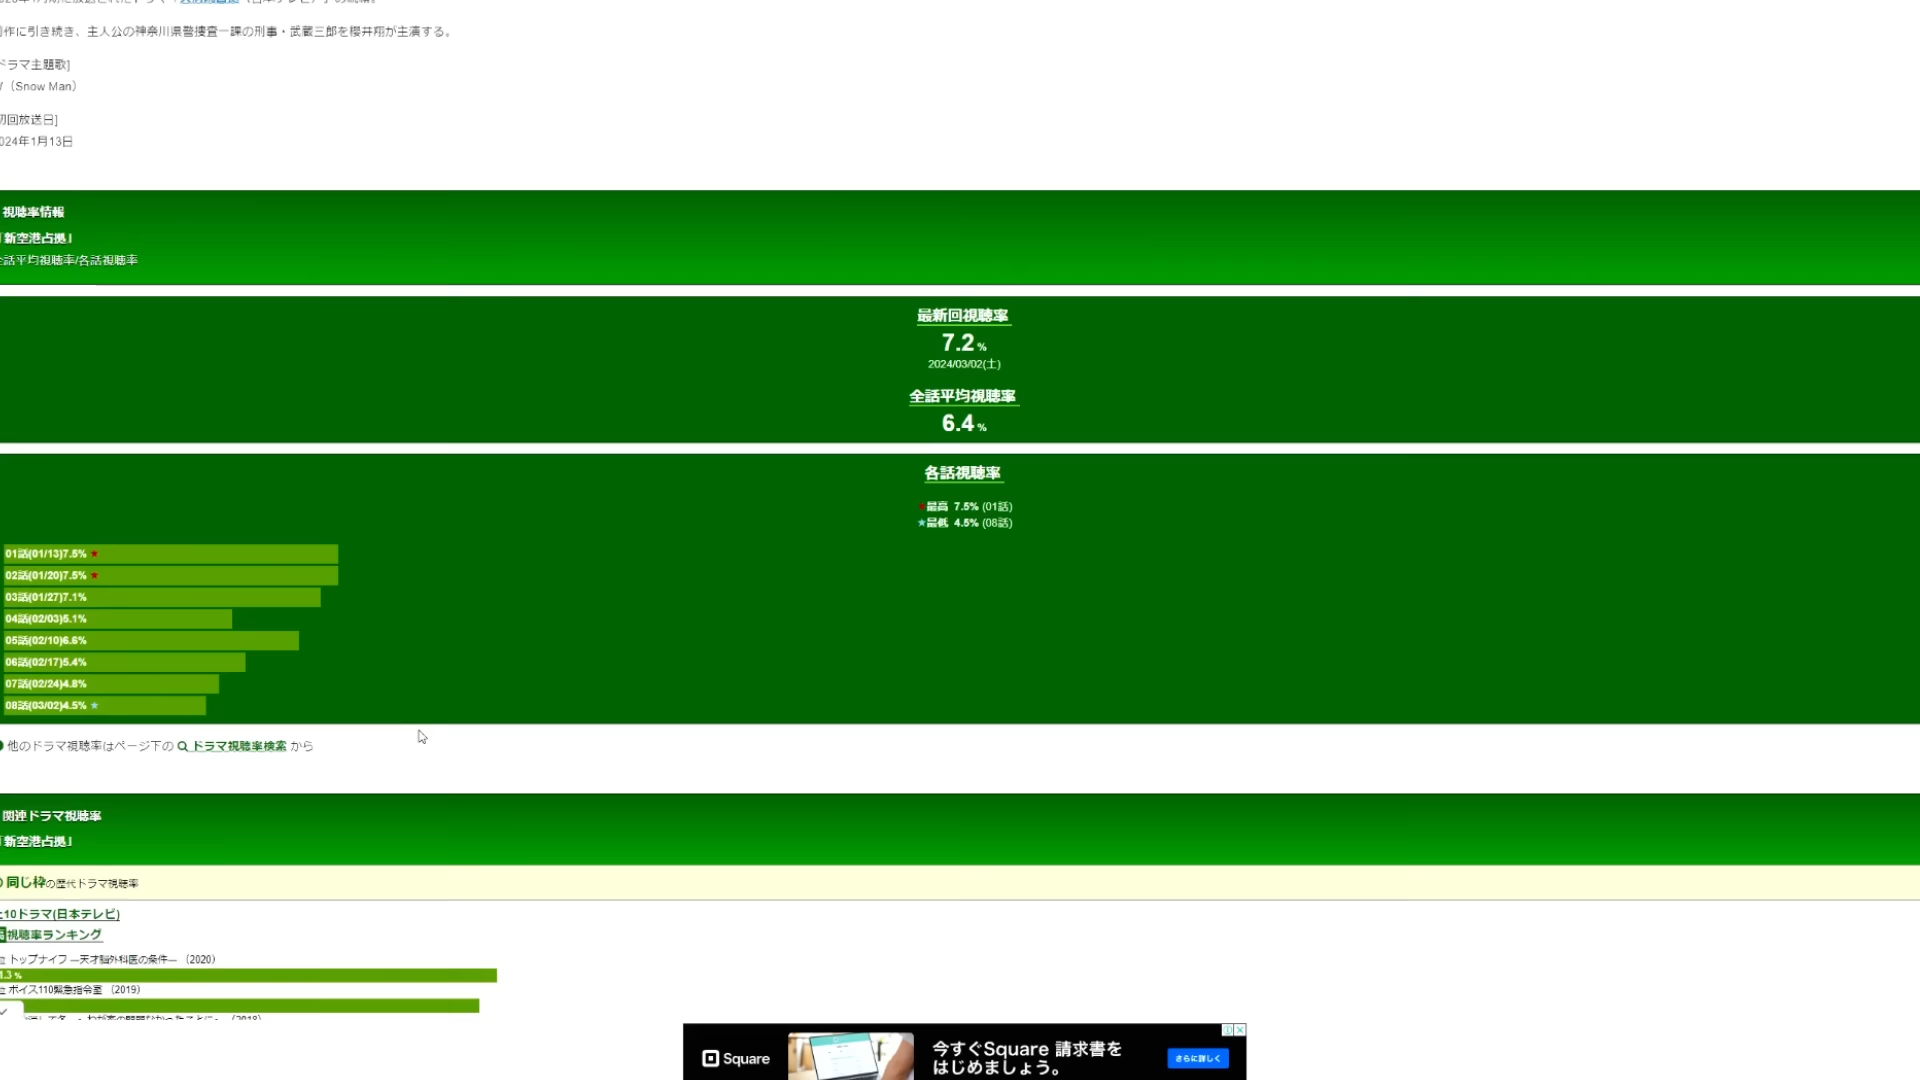 作に引き続き、主人公の神奈川県警捜査一課の刑事・武蔵三郎を櫻井翔が主演する。
ドラマ主題歌]
（Snow Man）
初回放送日]
024年1月13日
視聴率情報
「新空港占拠」
全話平均視聴率/各話視聴率
最新回視聴率
7.2%
2024/03/02(土)
全話平均視聴率
6.4%
各話視聴率
★最高 7.5% (01話)
★最低 4.5% (08話)
01話(01/13)7.5% ★
02話(01/20)7.5% ★
03話(01/27)7.1%
04話(02/03)5.1%
05話(02/10)6.6%
06話(02/17)5.4%
07話(02/24)4.8%
08話(03/02)4.5% ★
他のドラマ視聴率はページ下の ドラマ視聴率検索 から
関連ドラマ視聴率
「新空港占拠」
同じ枠の歴代ドラマ視聴率
土10ドラマ(日本テレビ)
視聴率ランキング
位 トップナイフ ―天才脳外科医の条件― （2020）
1.3 %
位 ボイス110緊急指令室 （2019）
Square
今すぐSquare 請求書を
はじめましょう。
さらに詳しく